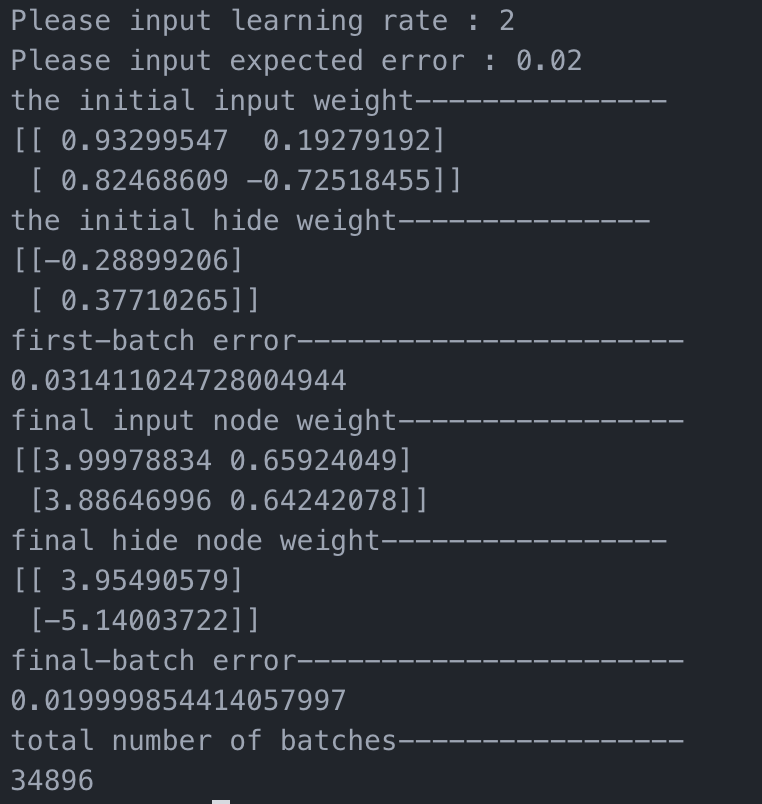 Please input learning rate : 2
Please input expected error : 0.02
the initial input weight---------------
[[ 0.93299547  0.19279192]
 [ 0.82468609 -0.72518455]]
the initial hide weight---------------
[[-0.28899206]
 [ 0.37710265]]
first-batch error-----------------------
0.031411024728004944
final input node weight-----------------
[[3.99978834 0.65924049]
 [3.88646996 0.64242078]]
final hide node weight-----------------
[[ 3.95490579]
 [-5.14003722]]
final-batch error-----------------------
0.019999854414057997
total number of batches-----------------
34896